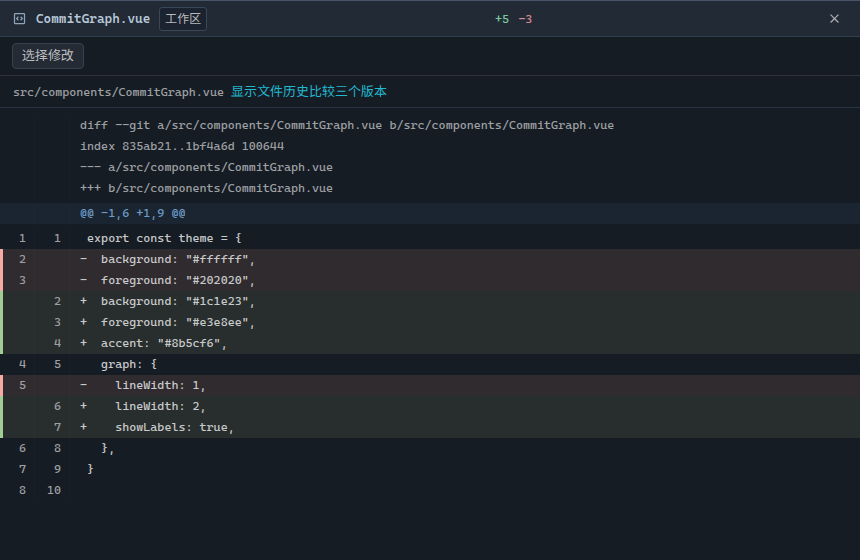 CommitGraph.vue 工作区 +5 −3 ×
选择修改
src/components/CommitGraph.vue 显示文件历史比较三个版本
diff --git a/src/components/CommitGraph.vue b/src/components/CommitGraph.vue
index 835ab21..1bf4a6d 100644
--- a/src/components/CommitGraph.vue
+++ b/src/components/CommitGraph.vue
@@ -1,6 +1,9 @@
1 1 export const theme = {
2 - background: "#ffffff",
3 - foreground: "#202020",
2 + background: "#1c1e23",
3 + foreground: "#e3e8ee",
4 + accent: "#8b5cf6",
4 5 graph: {
5 - lineWidth: 1,
6 + lineWidth: 2,
7 + showLabels: true,
6 8 },
7 9 }
8 10